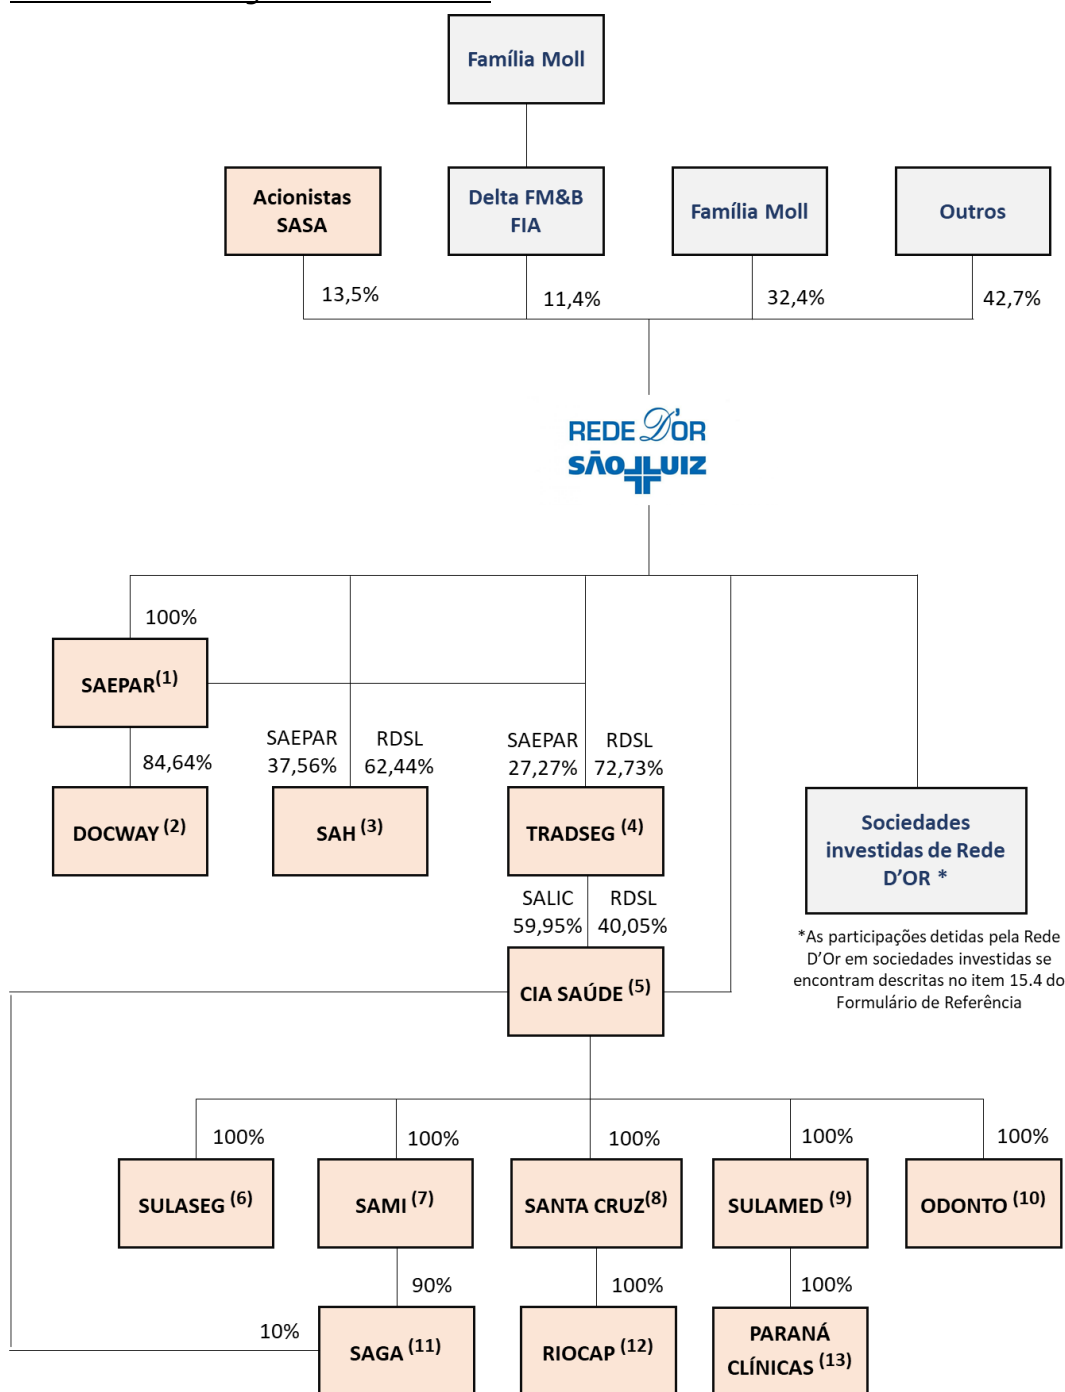 Família Moll
Acionistas
SASA
Delta FM&B
FIA
Família Moll
Outros
13,5%
11,4%
32,4%
42,7%
REDE D'OR
SÃO LUIZ
100%
SAEPAR (1)
84,64%
SAEPAR
37,56%
RDSL
62,44%
SAEPAR
27,27%
RDSL
72,73%
DOCWAY (2)
SAH (3)
TRADSEG (4)
Sociedades
investidas de Rede
D’OR *
SALIC
59,95%
RDSL
40,05%
*As participações detidas pela Rede
D’Or em sociedades investidas se
encontram descritas no item 15.4 do
Formulário de Referência
CIA SAÚDE (5)
100%
100%
100%
100%
100%
SULASEG (6)
SAMI (7)
SANTA CRUZ(8)
SULAMED (9)
ODONTO (10)
90%
100%
100%
10%
SAGA (11)
RIOCAP (12)
PARANÁ
CLÍNICAS (13)